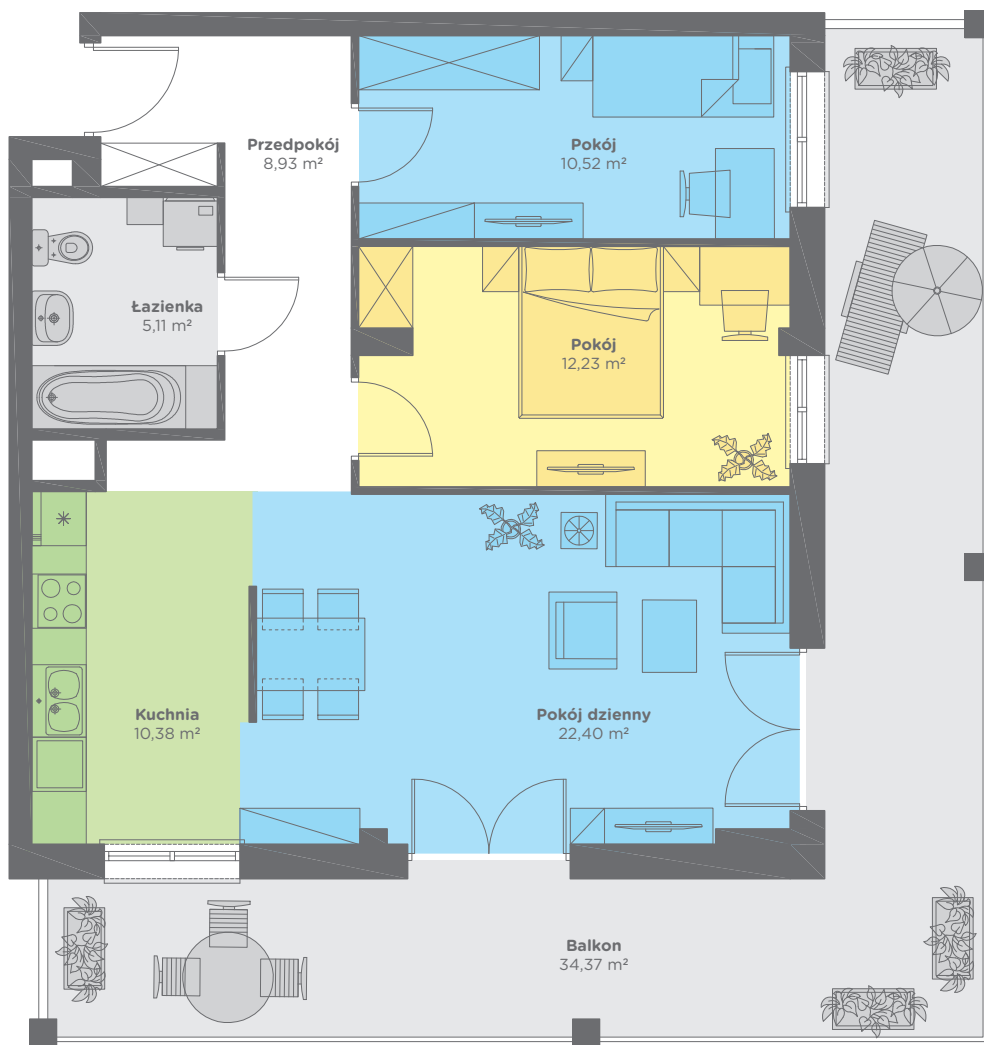 Przedpokój
8,93 m²
Pokój
10,52 m²
Łazienka
5,11 m²
Pokój
12,23 m²
Kuchnia
10,38 m²
Pokój dzienny
22,40 m²
Balkon
34,37 m²